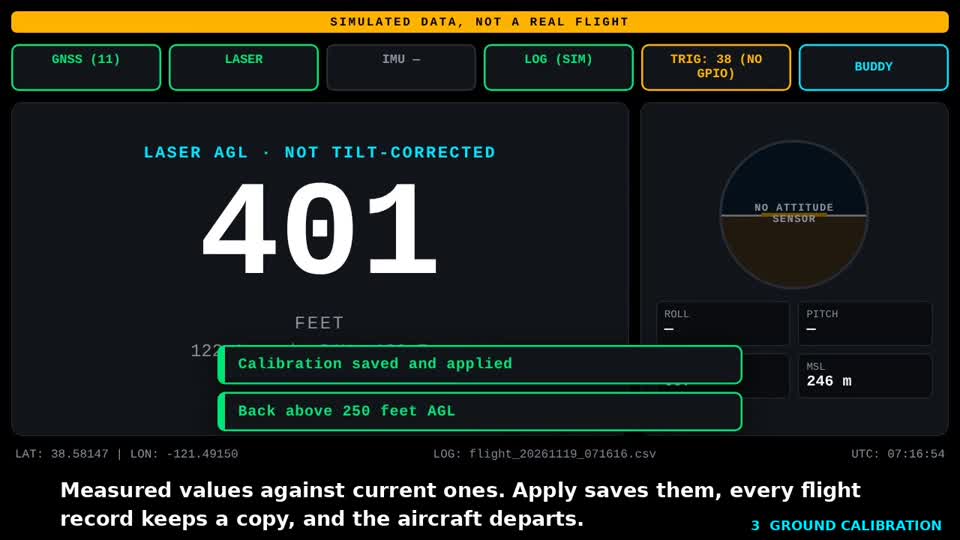 SIMULATED DATA, NOT A REAL FLIGHT
GNSS (11)
LASER
IMU —
LOG (SIM)
TRIG: 38 (NO
GPIO)
BUDDY
LASER AGL · NOT TILT-CORRECTED
401
FEET
122
NO ATTITUDE
SENSOR
ROLL
—
PITCH
—
MSL
246 m
Calibration saved and applied
Back above 250 feet AGL
LAT: 38.58147 | LON: -121.49150
LOG: flight_20261119_071616.csv
UTC: 07:16:54
Measured values against current ones. Apply saves them, every flight
record keeps a copy, and the aircraft departs.
3 GROUND CALIBRATION